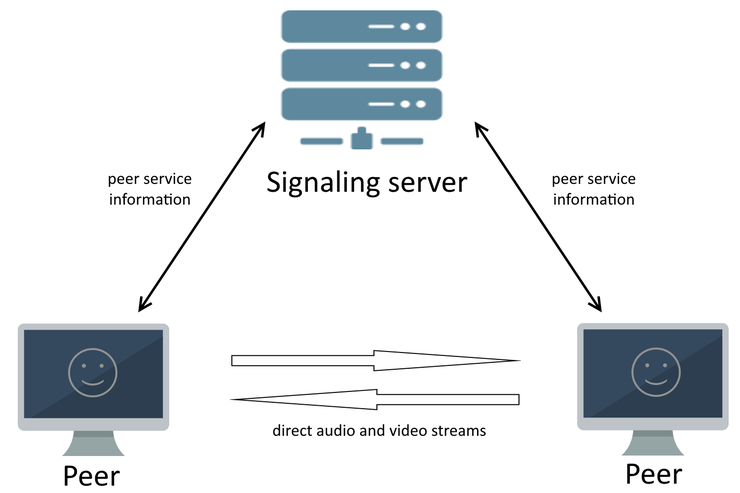 Signaling server
peer service
information
peer service
information
direct audio and video streams
Peer
Peer